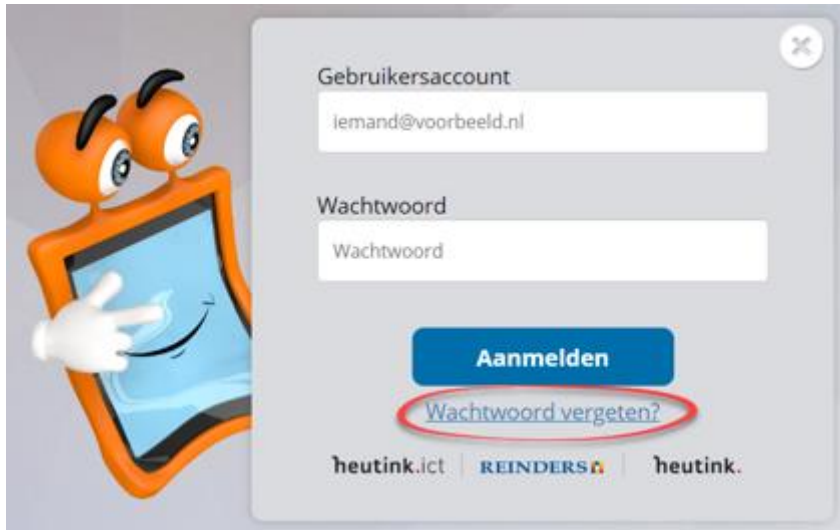 Gebruikersaccount
iemand@voorbeeld.nl
Wachtwoord
Wachtwoord
Aanmelden
Wachtwoord vergeten?
heutink.ict REINDERS heutink.